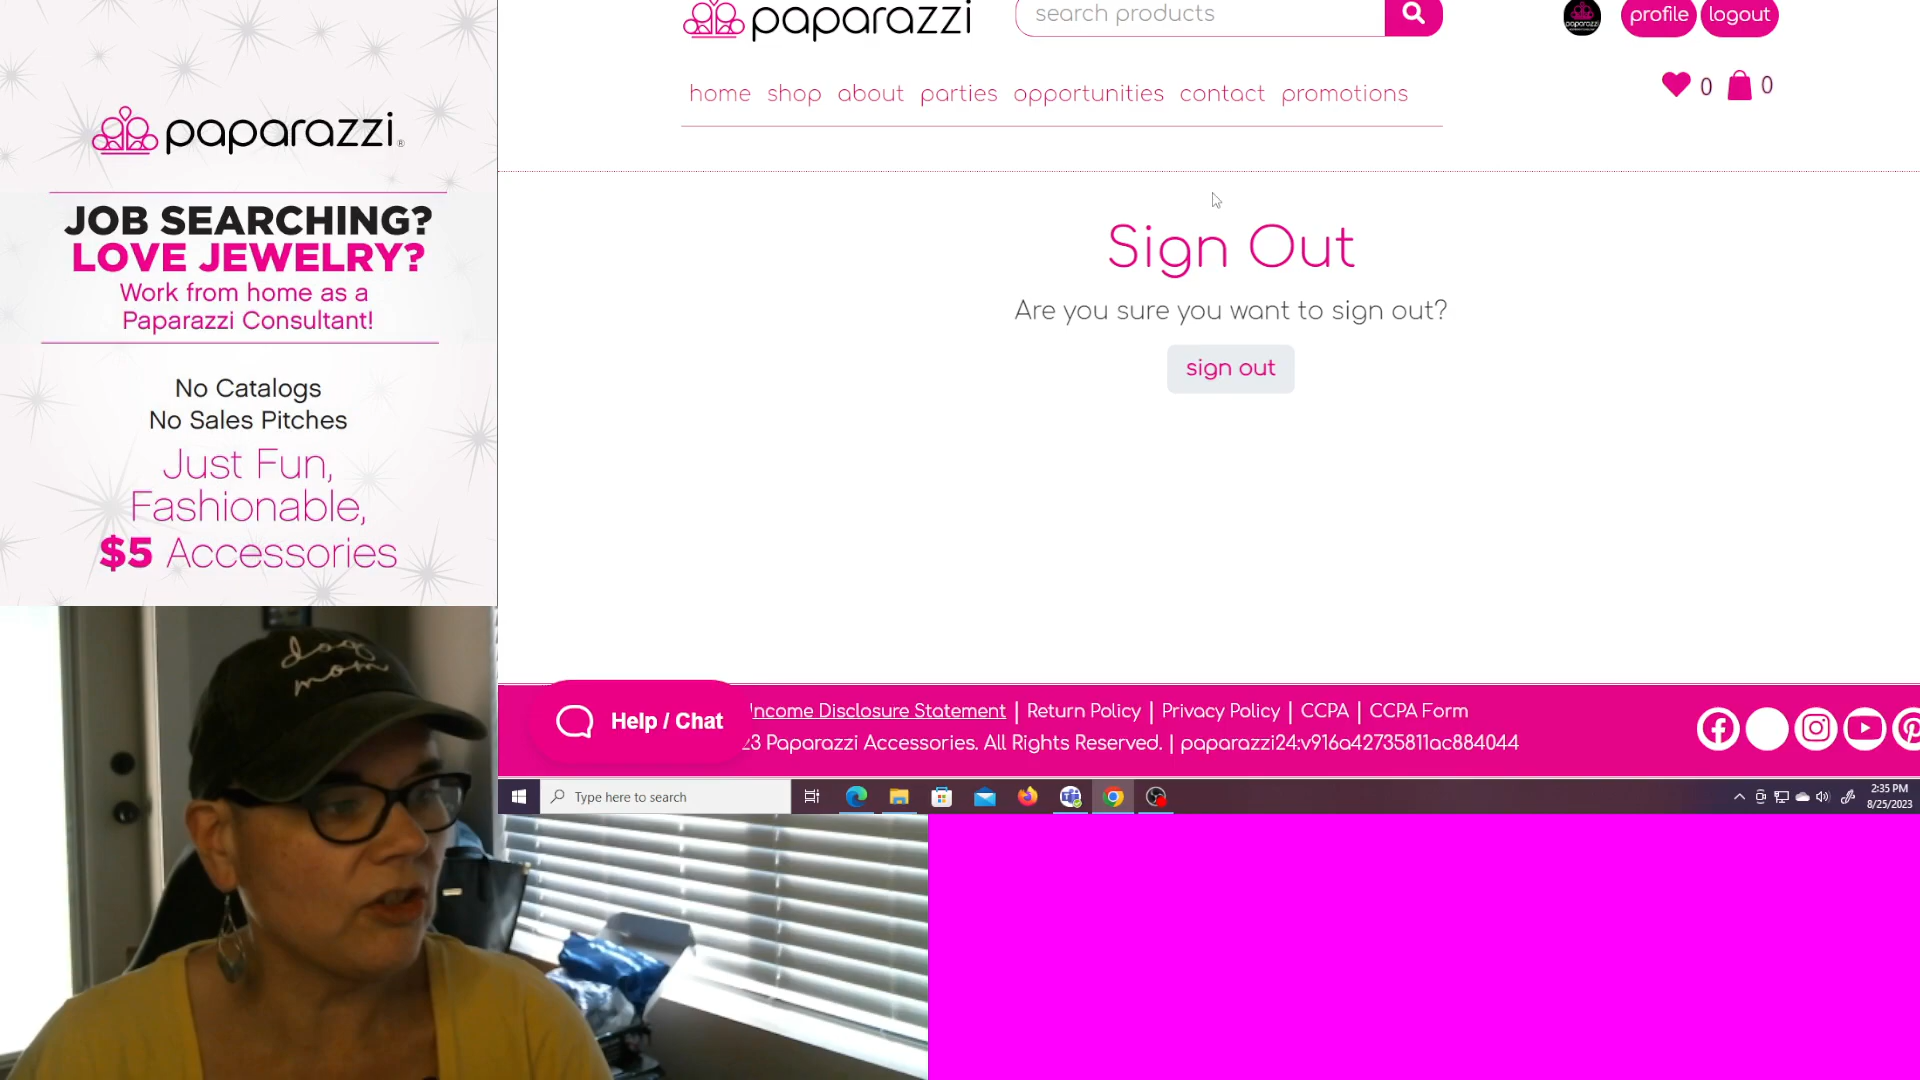 paparazzi®
JOB SEARCHING?
LOVE JEWELRY?
Work from home as a
Paparazzi Consultant!
No Catalogs
No Sales Pitches
Just Fun,
Fashionable,
$5 Accessories
paparazzi
search products
profile
logout
home shop about parties opportunities contact promotions
0
0
Sign Out
Are you sure you want to sign out?
sign out
Help / Chat
Income Disclosure Statement | Return Policy | Privacy Policy | CCPA | CCPA Form
23 Paparazzi Accessories. All Rights Reserved. | paparazzi24:v916a42735811ac884044
Type here to search
2:35 PM
8/25/2023
dog
mom